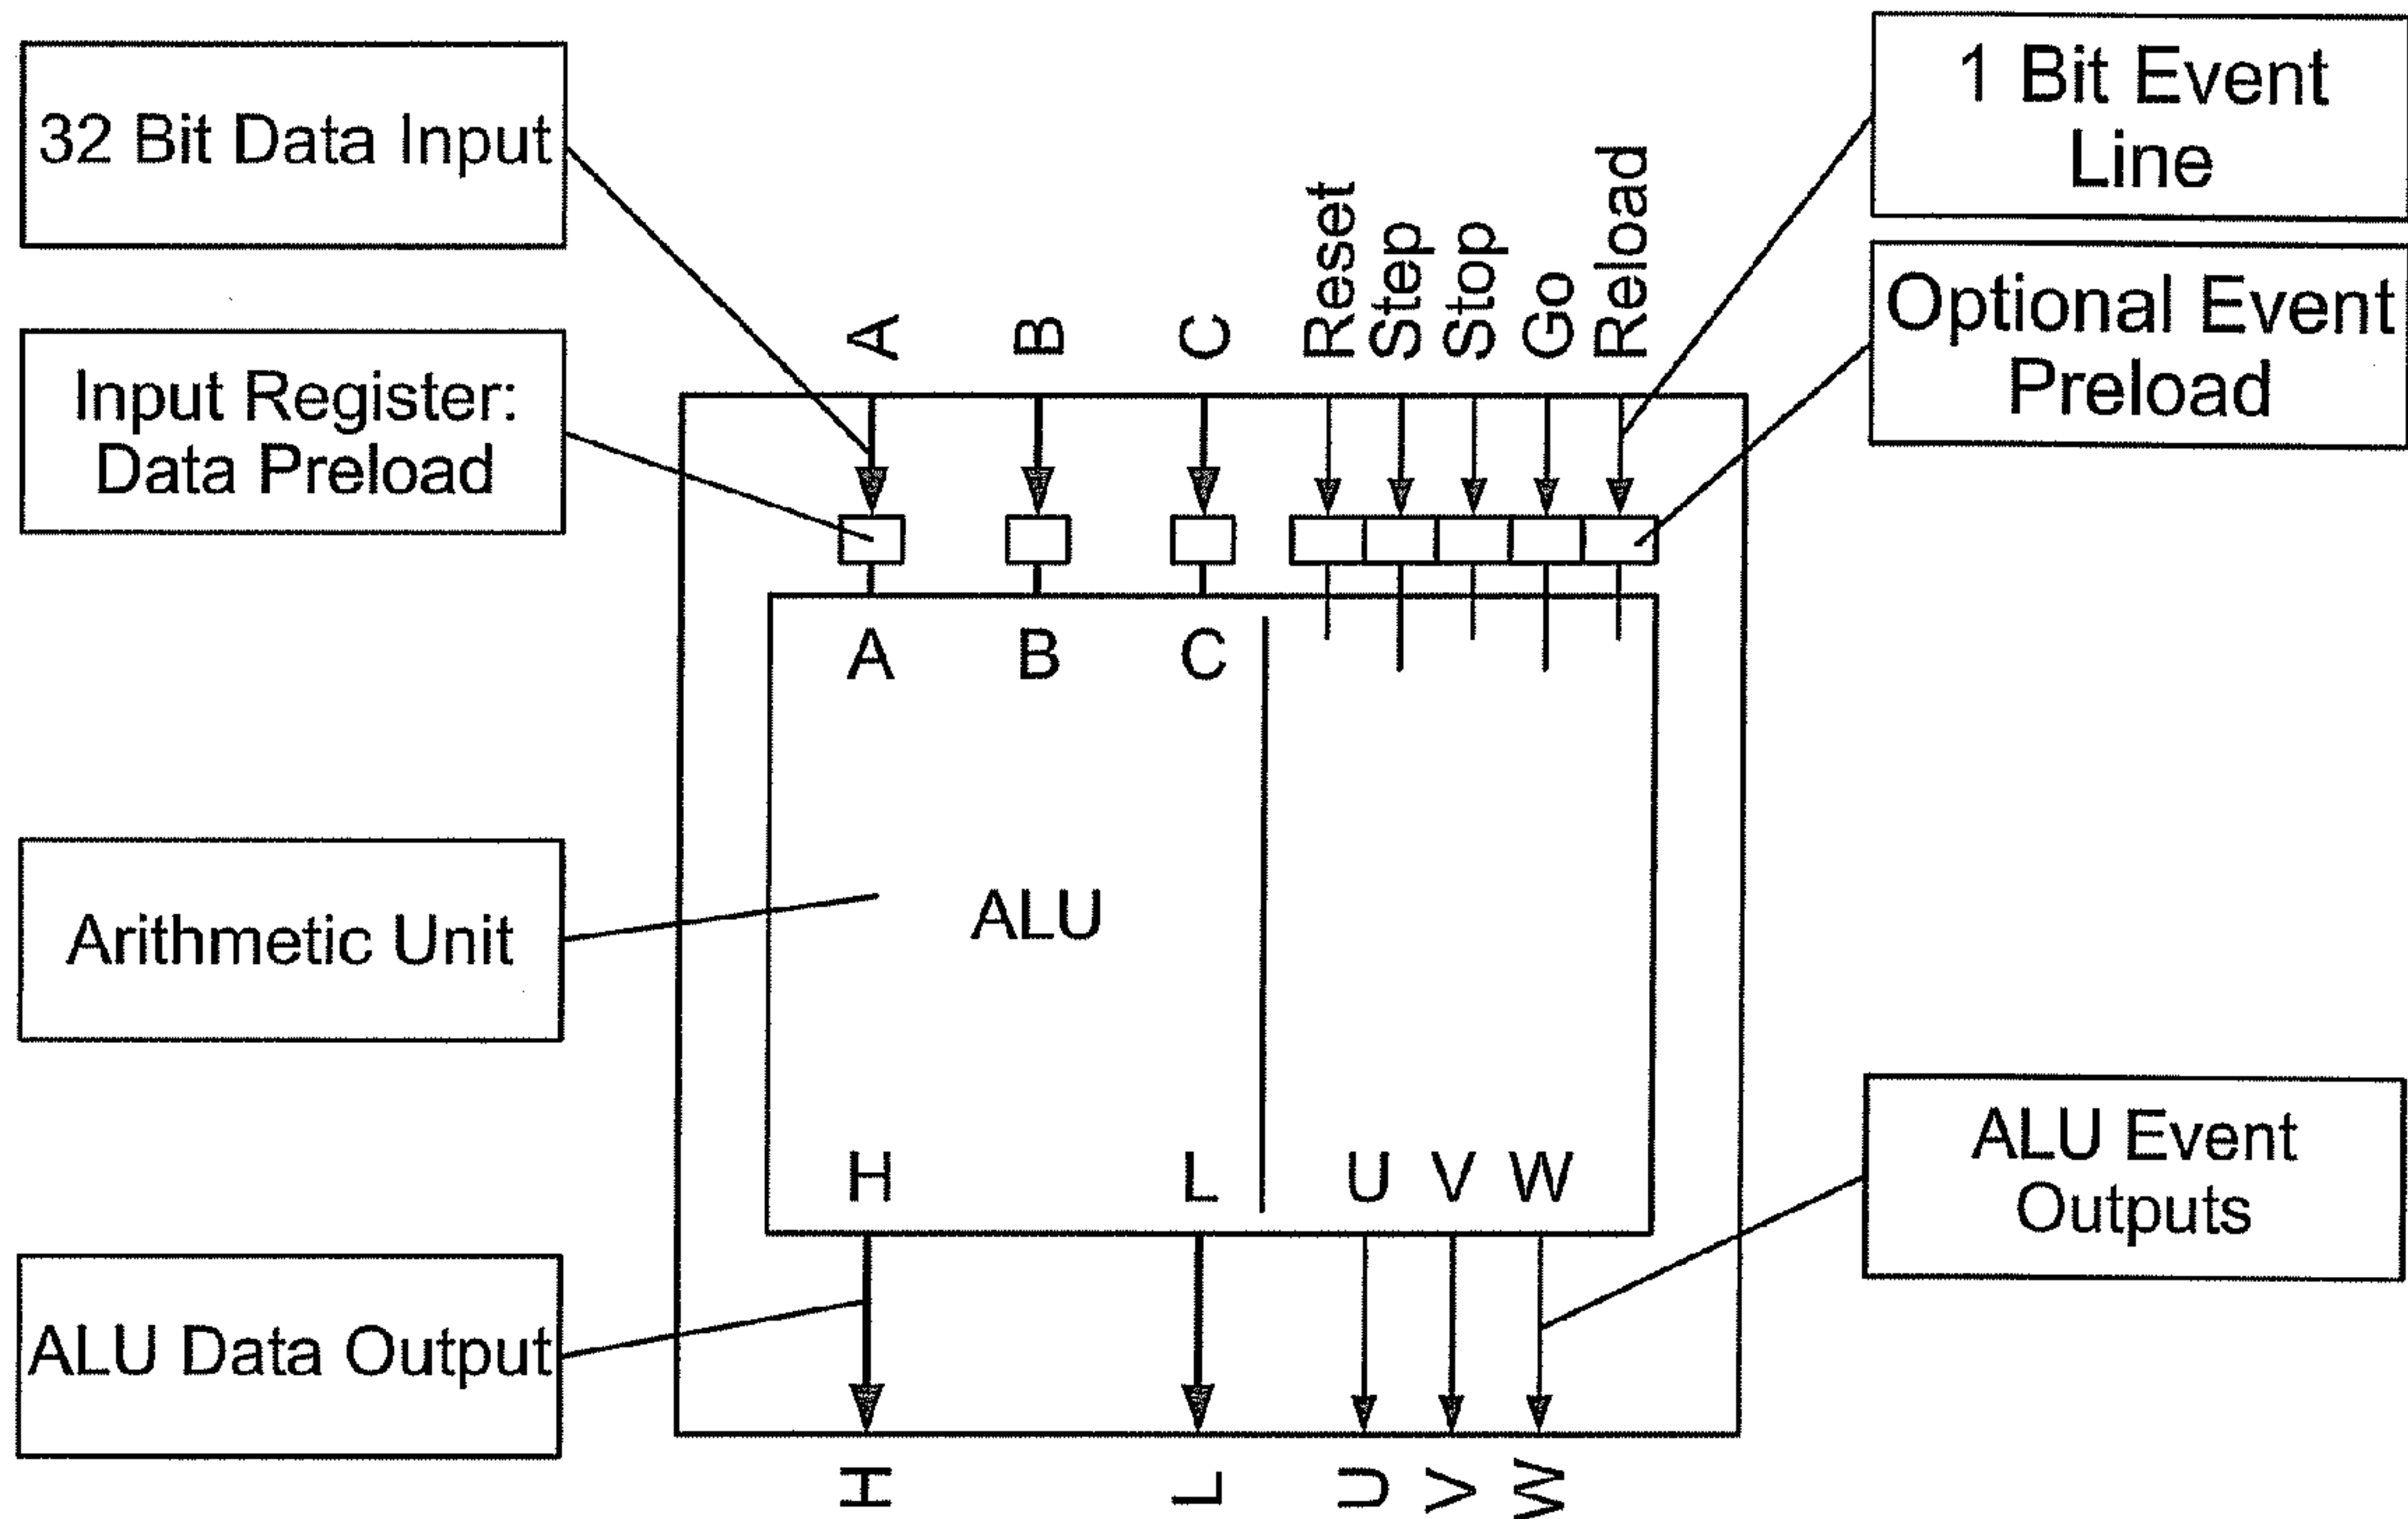 32 Bit Data Input
1 Bit Event
Line
Optional Event
Preload
Input Register:
Data Preload
A
B
C
Reset
Step
Stop
Go
Reload
A B C
Arithmetic Unit
ALU
H L U V W
ALU Event
Outputs
ALU Data Output
H
L
U
V
W